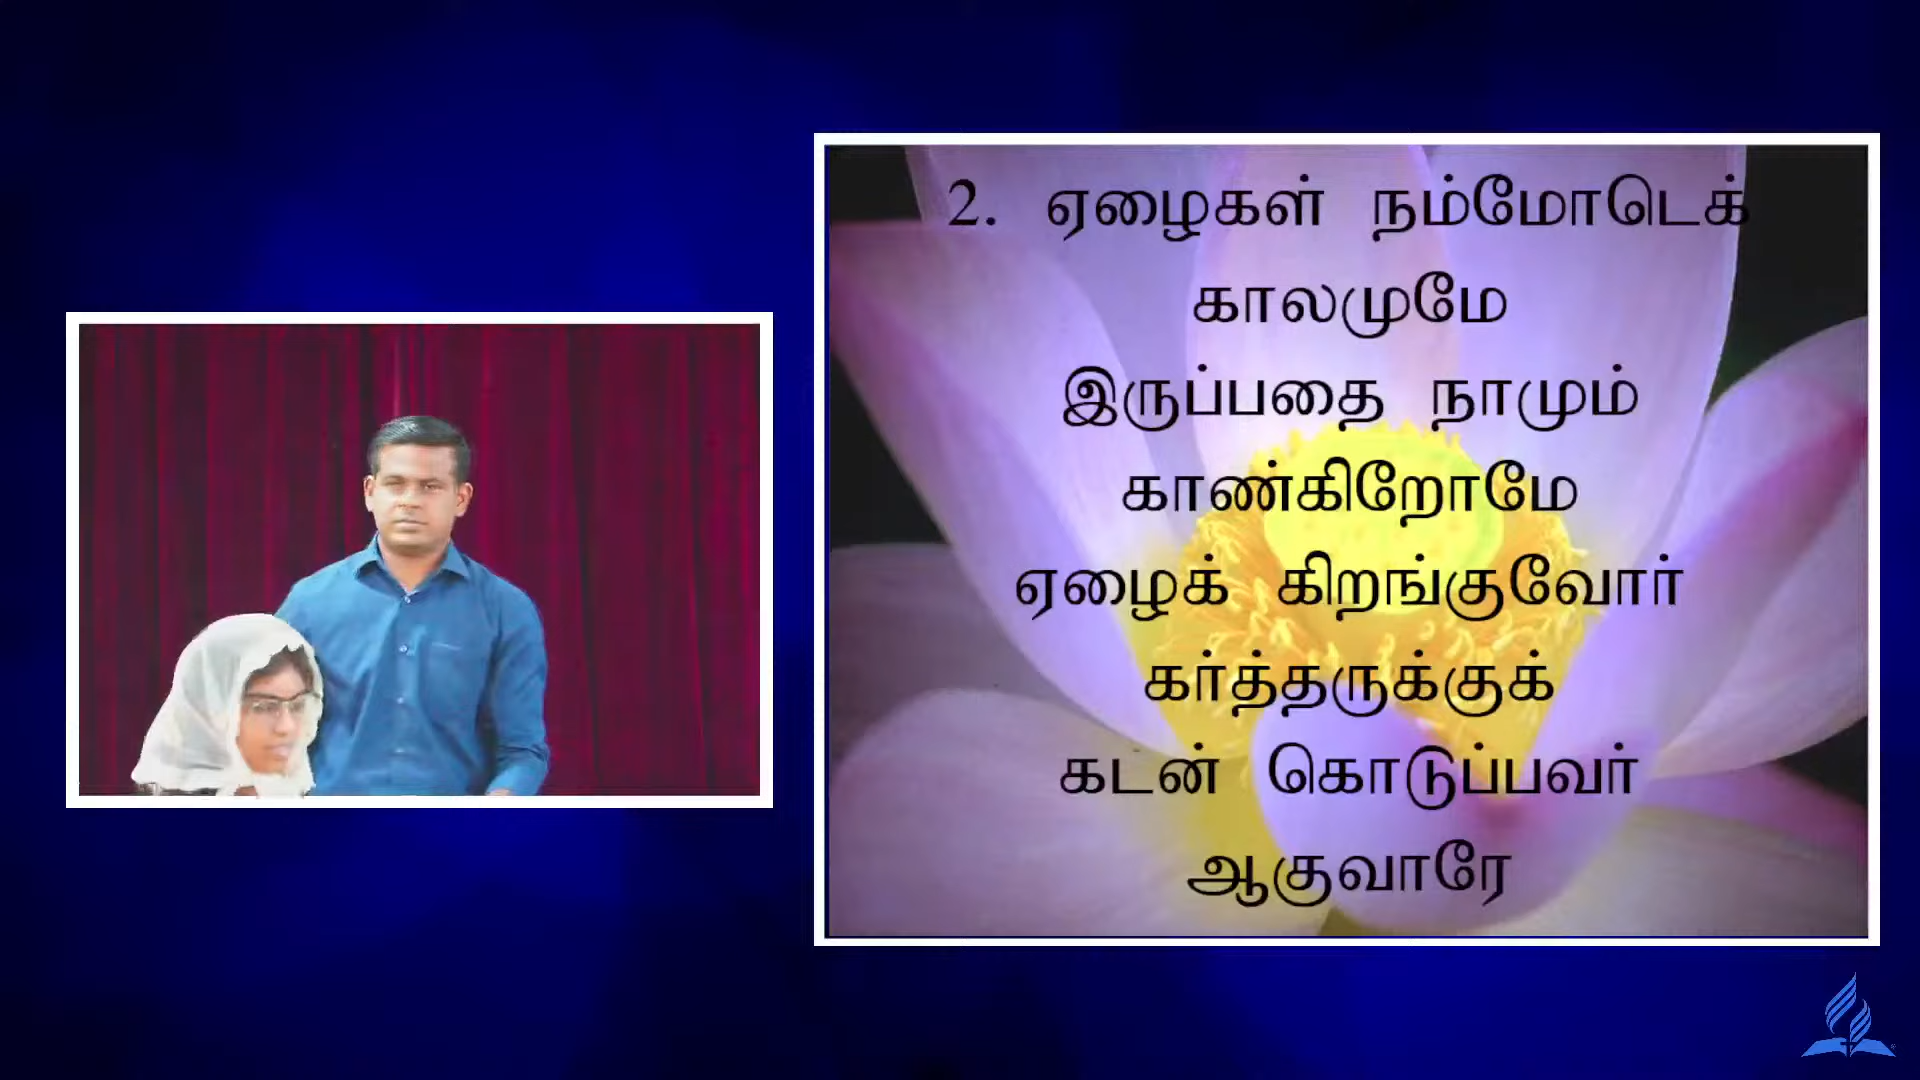 2. ஏழைகள் நம்மோடெக்
காலமுமே
இருப்பதை நாமும்
காண்கிறோமே
ஏழைக் கிறங்குவோர்
கர்த்தருக்குக்
கடன் கொடுப்பவர்
ஆகுவாரே